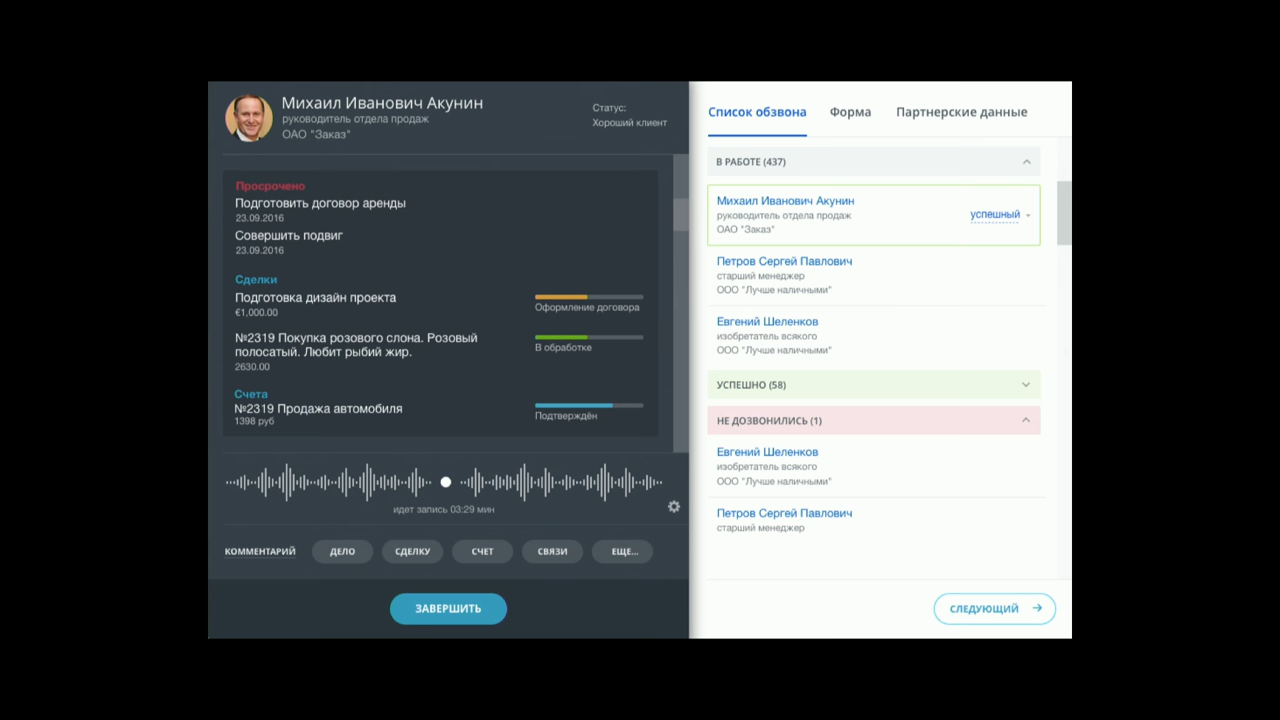 Михаил Иванович Акунин
руководитель отдела продаж
ОАО "Заказ"
Статус:
Хороший клиент
Просрочено
Подготовить договор аренды
23.09.2016
Совершить подвиг
23.09.2016
Сделки
Подготовка дизайн проекта
€1,000.00
Оформление договора
№2319 Покупка розового слона. Розовый
полосатый. Любит рыбий жир.
2630.00
В обработке
Счета
№2319 Продажа автомобиля
1398 руб
Подтверждён
идет запись 03:29 мин
КОММЕНТАРИЙ
ДЕЛО
СДЕЛКУ
СЧЕТ
СВЯЗИ
ЕЩЕ...
ЗАВЕРШИТЬ
Список обзвона
Форма
Партнерские данные
В РАБОТЕ (437)
Михаил Иванович Акунин
руководитель отдела продаж
ОАО "Заказ"
успешный
Петров Сергей Павлович
старший менеджер
ООО "Лучше наличными"
Евгений Шеленков
изобретатель всякого
ООО "Лучше наличными"
УСПЕШНО (58)
НЕ ДОЗВОНИЛИСЬ (1)
Евгений Шеленков
изобретатель всякого
ООО "Лучше наличными"
Петров Сергей Павлович
старший менеджер
СЛЕДУЮЩИЙ